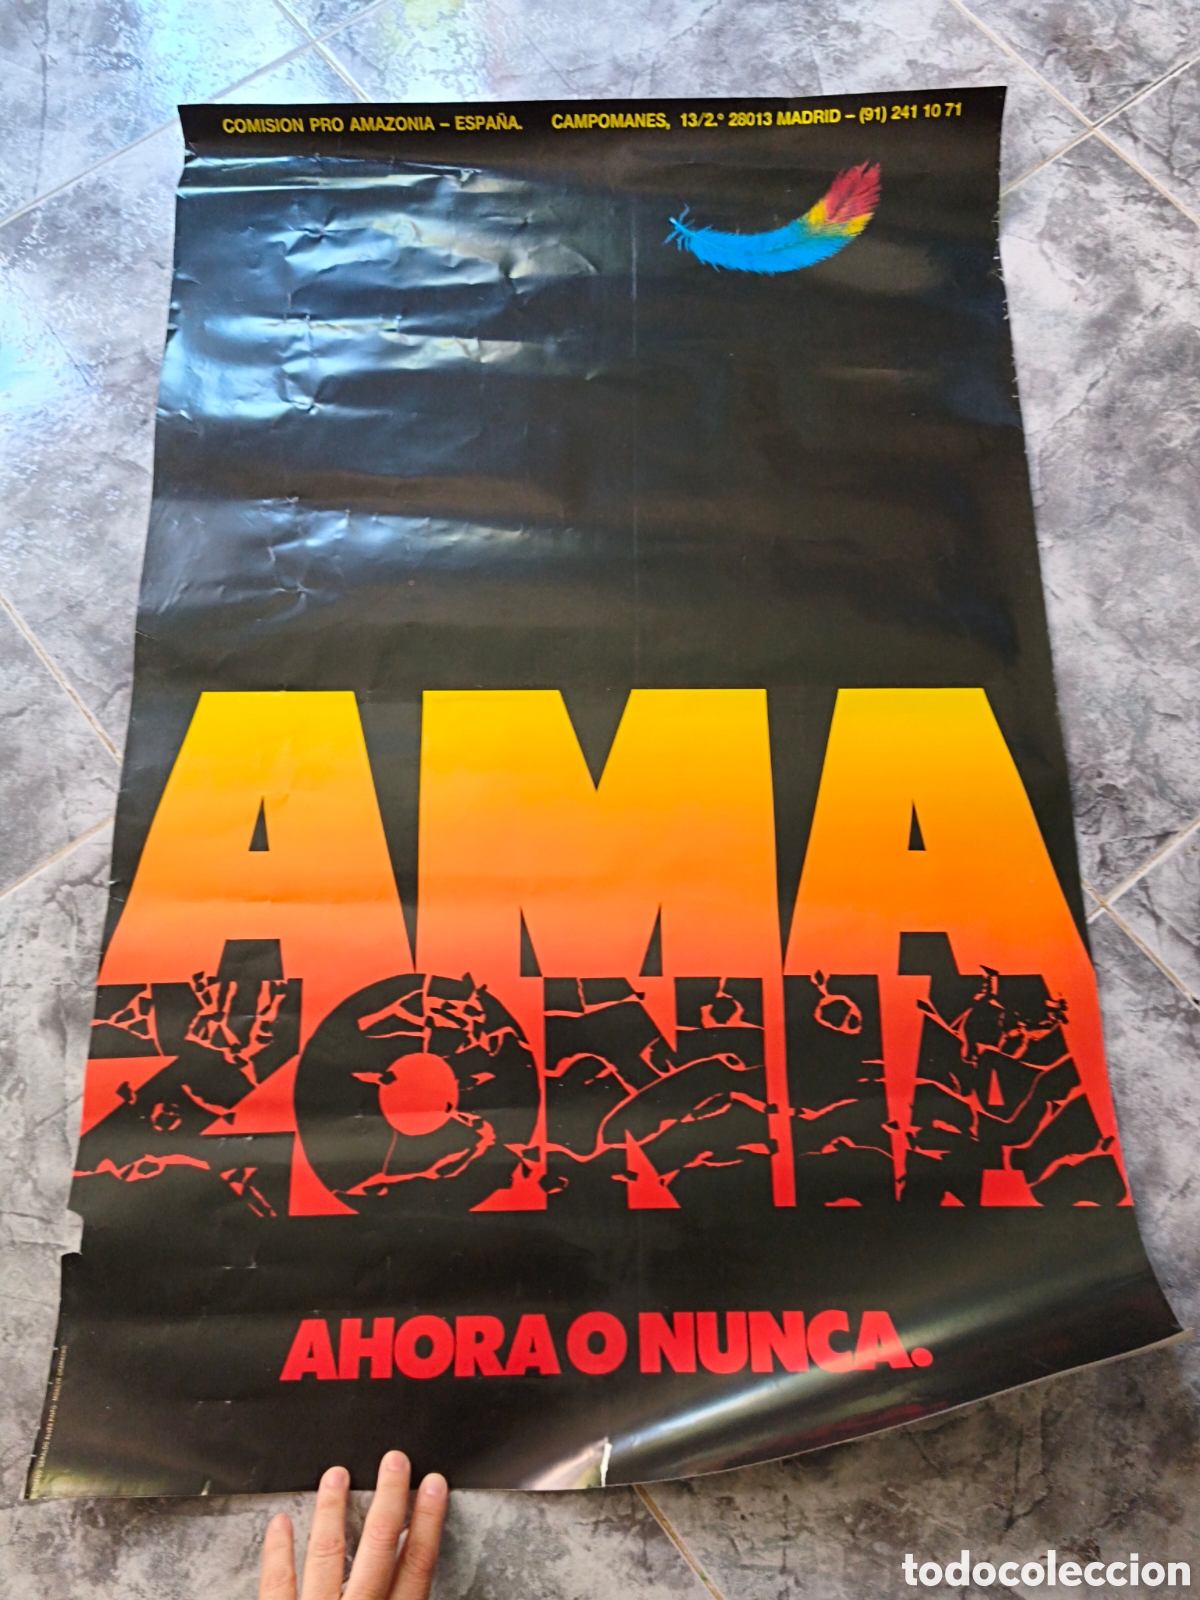 COMISION PRO AMAZONIA – ESPAÑA. CAMPOMANES, 13/2.º 28013 MADRID – (91) 241 10 71
AMA
ZONIA
AHORA O NUNCA.
todocoleccion